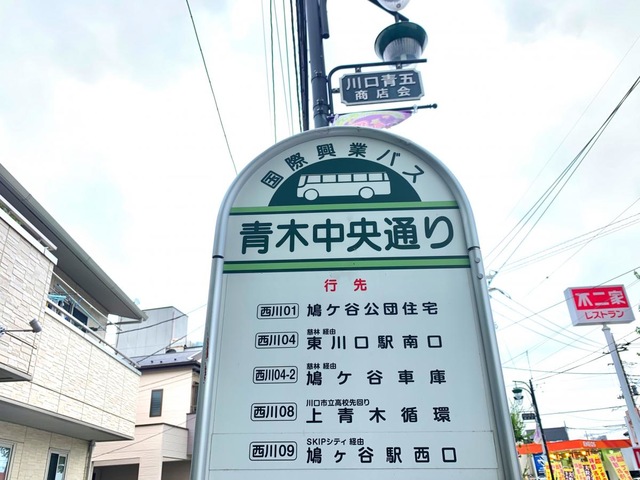 川口青五
商店会
国際興業バス
青木中央通り
行先
西川01 鳩ケ谷公団住宅
慈林 経由
西川04 東川口駅南口
慈林 経由
西川04-2 鳩ケ谷車庫
川口市立高校先回り
西川08 上青木循環
SKIPシティ 経由
西川09 鳩ヶ谷駅西口
不二家
レストラン